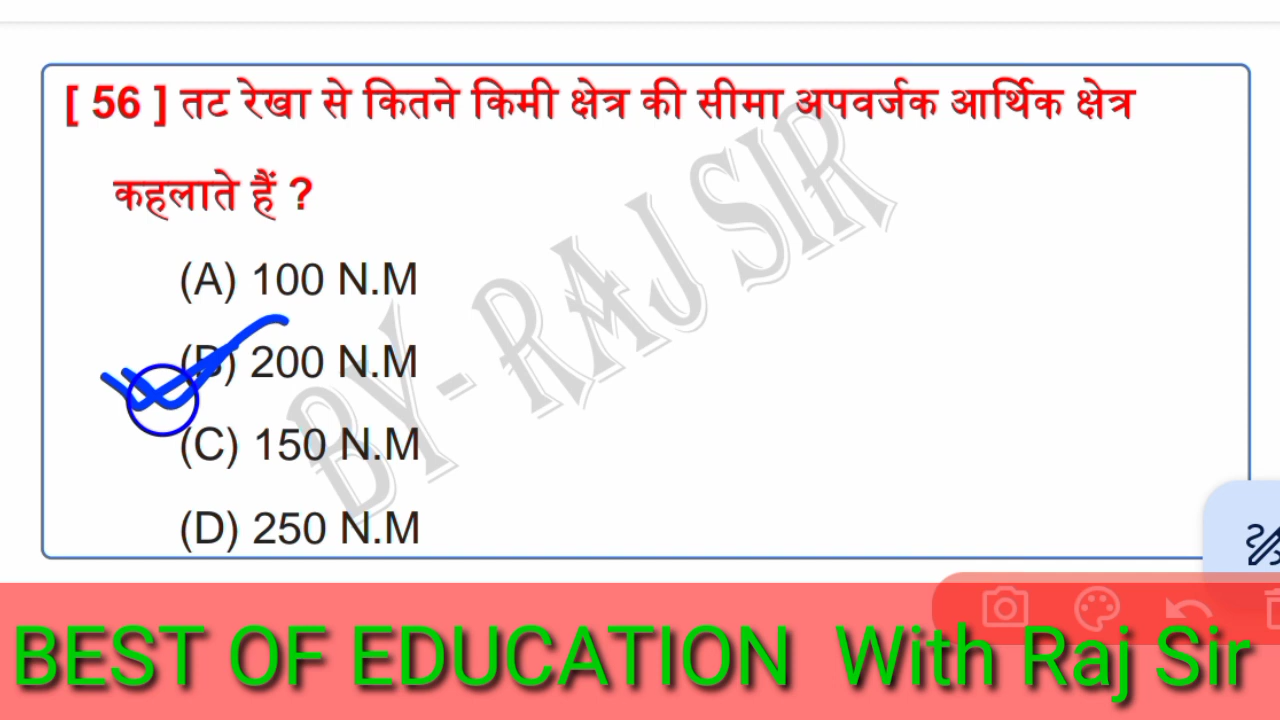 [ 56 ] तट रेखा से कितने किमी क्षेत्र की सीमा अपवर्जक आर्थिक क्षेत्र
कहलाते हैं ?
(A) 100 N.M
(B) 200 N.M
(C) 150 N.M
(D) 250 N.M
BY- RAJ SIR
BEST OF EDUCATION With Raj Sir